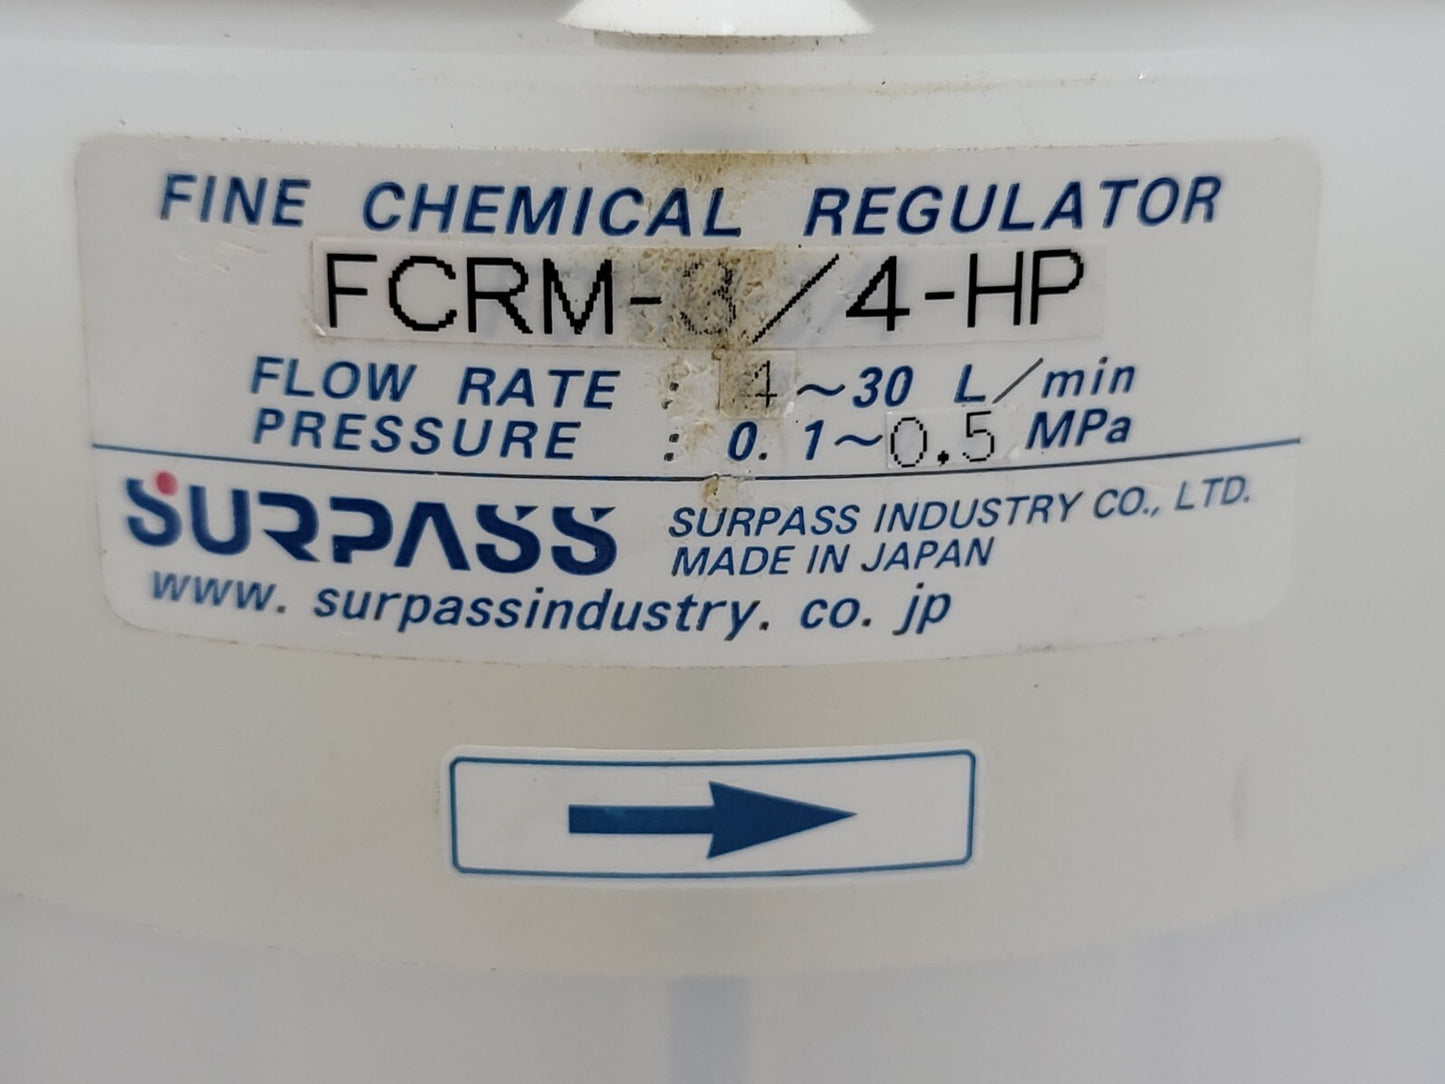 FINE CHEMICAL REGULATOR
FCRM-3/4-HP
FLOW RATE : 4~30 L/min
PRESSURE : 0.1~0.5 MPa
SURPASS SURPASS INDUSTRY CO., LTD.
MADE IN JAPAN
www.surpassindustry.co.jp